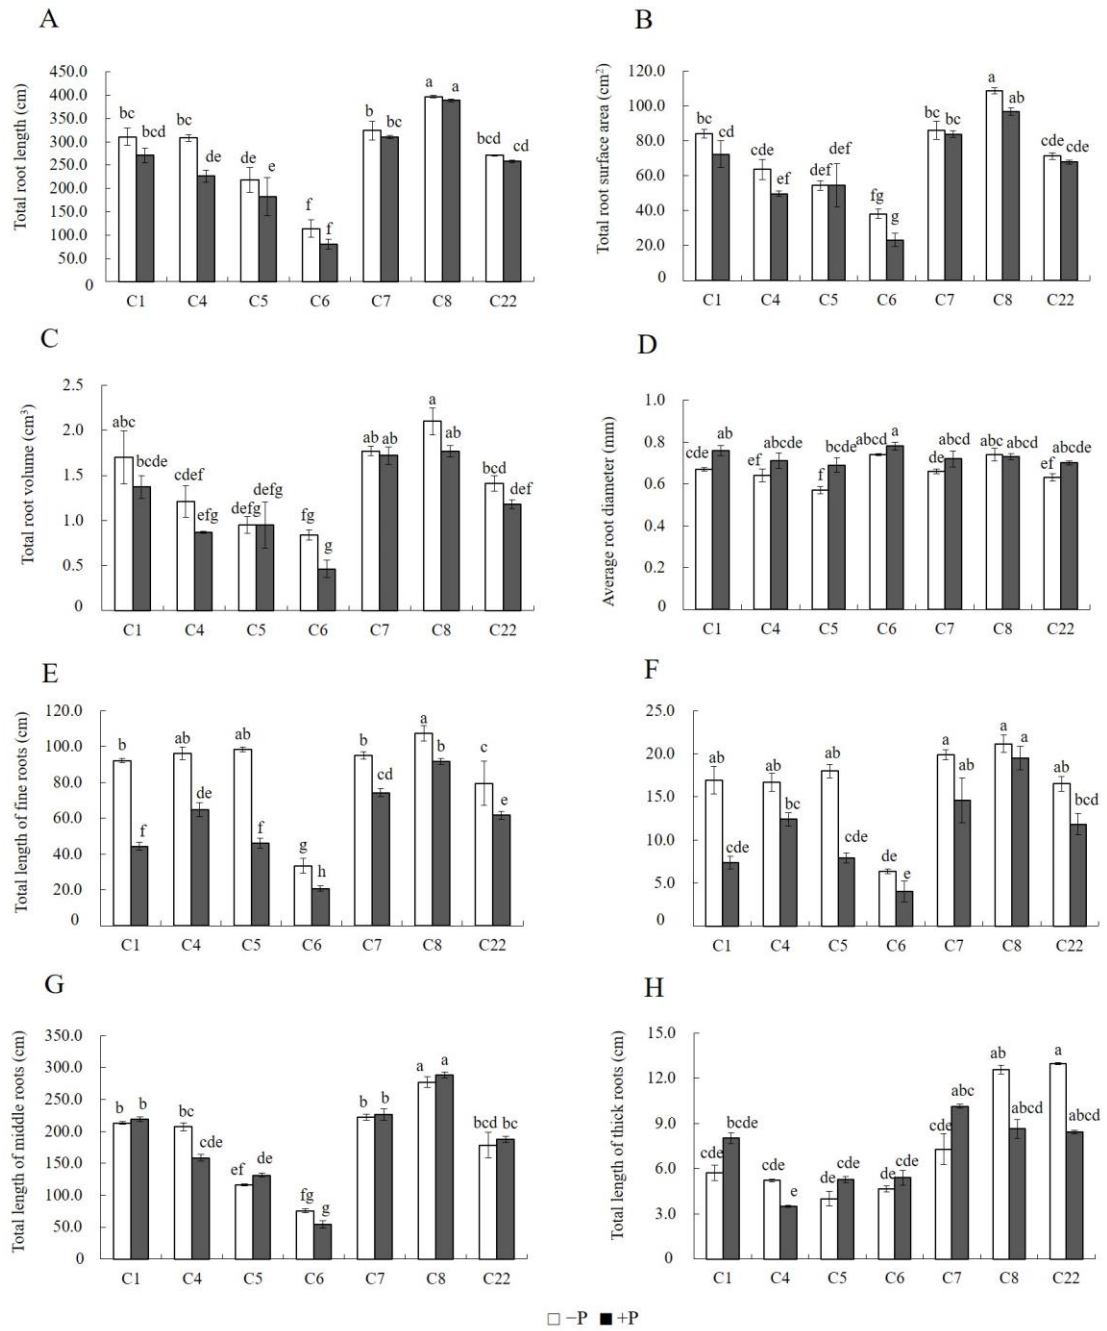 A
Total root length (cm)
450.0
400.0
350.0
300.0
250.0
200.0
150.0
100.0
50.0
0
bc bcd bc de de e f f b bc a a bcd cd
C1 C4 C5 C6 C7 C8 C22
B
Total root surface area (cm²)
120.0
100.0
80.0
60.0
40.0
20.0
0
bc cd cde ef def def fg g bc bc a ab cde cde
C1 C4 C5 C6 C7 C8 C22
C
Total root volume (cm³)
2.5
2.0
1.5
1.0
0.5
0
abc bcde cdef efg defg defg fg g ab ab a ab bcd def
C1 C4 C5 C6 C7 C8 C22
D
Average root diameter (mm)
1.0
0.8
0.6
0.4
0.2
0
cde ab ef abcde f bcde abcd a de abcd abc abcd ef abcde
C1 C4 C5 C6 C7 C8 C22
E
Total length of fine roots (cm)
120.0
100.0
80.0
60.0
40.0
20.0
0
b f ab de ab f g h b cd a b c e
C1 C4 C5 C6 C7 C8 C22
F
25.0
20.0
15.0
10.0
5.0
0
ab cde ab bc ab cde de e a ab a a ab bcd
C1 C4 C5 C6 C7 C8 C22
G
Total length of middle roots (cm)
350.0
300.0
250.0
200.0
150.0
100.0
50.0
0
b b bc cde ef de fg g b b a a bcd bc
C1 C4 C5 C6 C7 C8 C22
H
Total length of thick roots (cm)
15.0
12.0
9.0
6.0
3.0
0
cde bcde cde e de cde de cde cde abc ab abcd a abcd
C1 C4 C5 C6 C7 C8 C22
−P +P